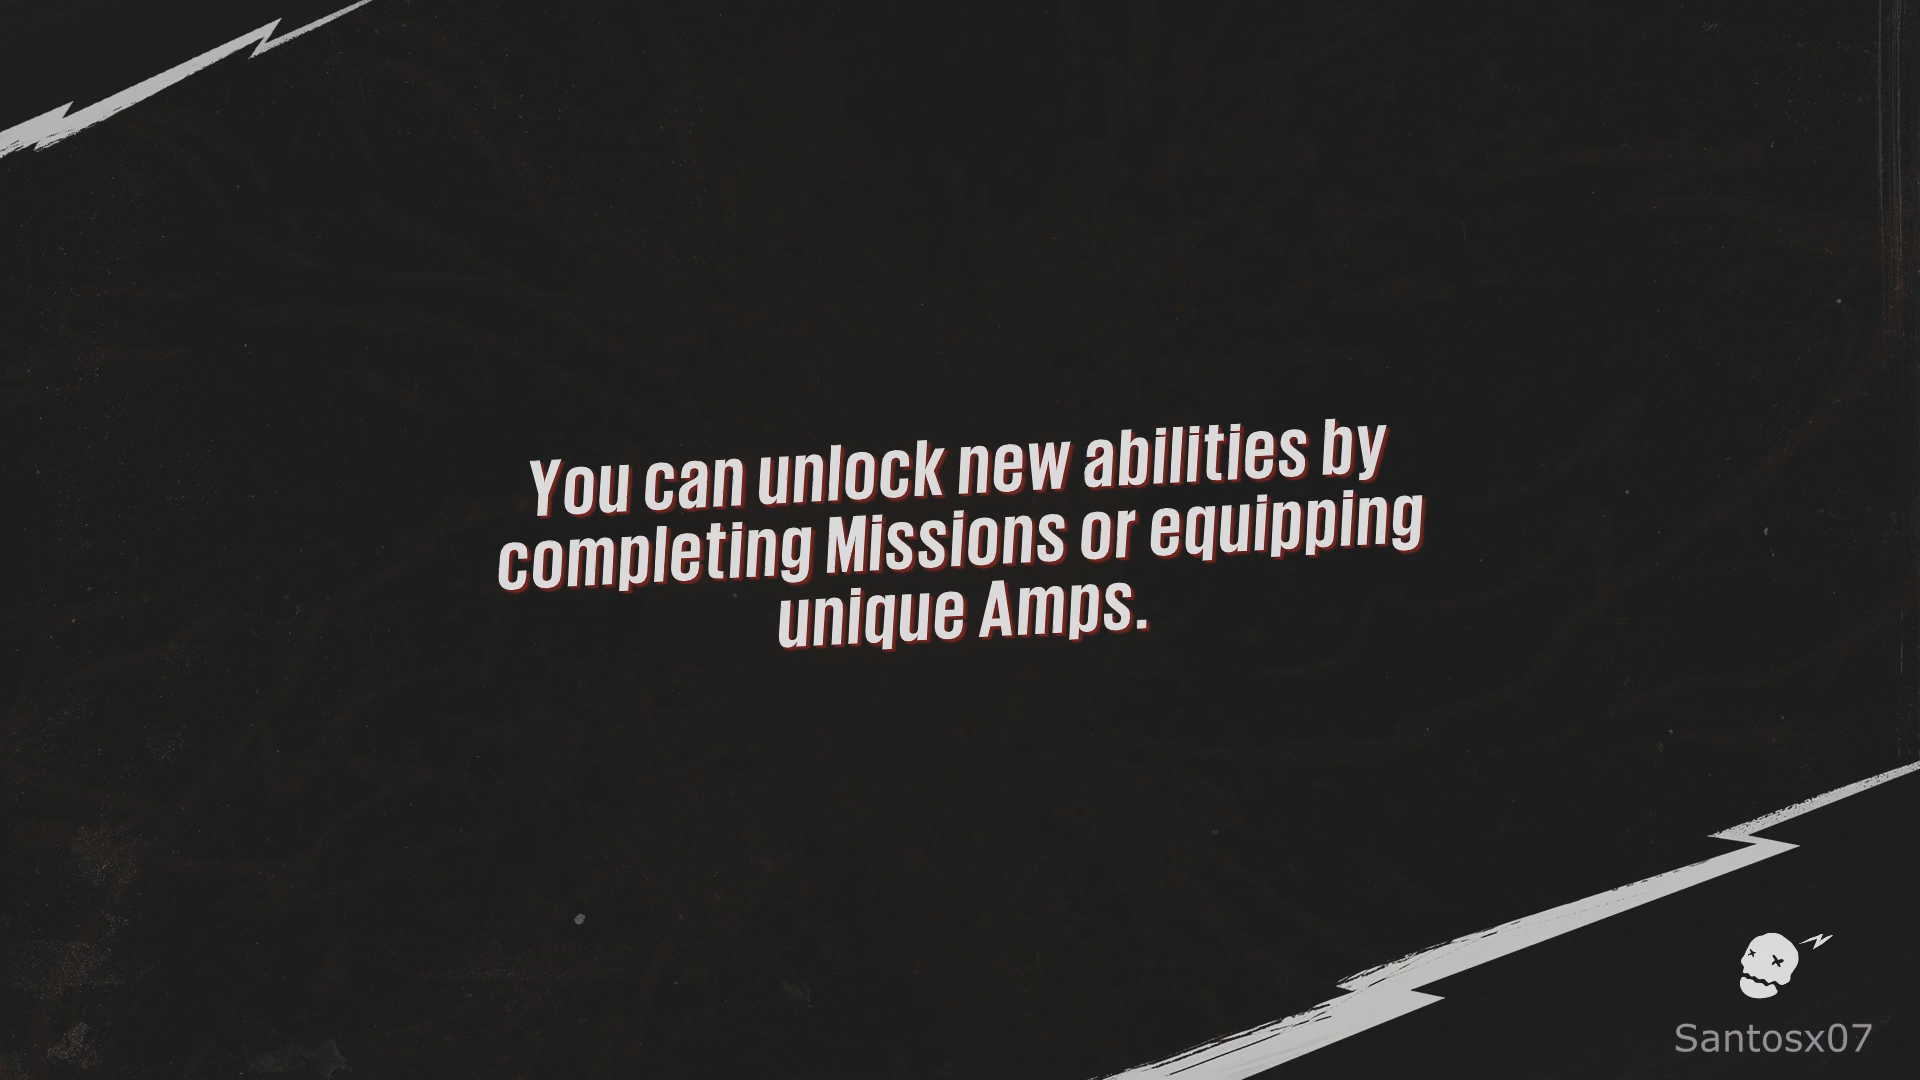 You can unlock new abilities by
completing Missions or equipping
unique Amps.
Santosx07